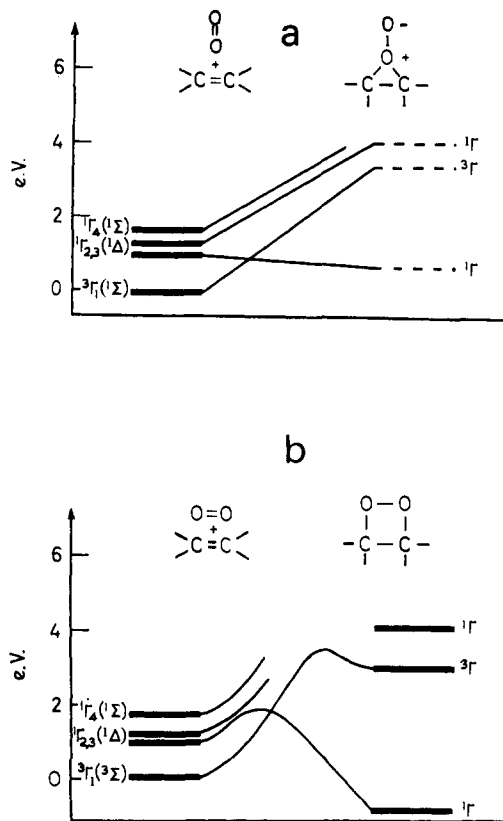 a
O
O
+
C=C
O-
O+
C-C
e.V.
6
4
2
0
¹Γ₄(¹Σ)
¹Γ₂,₃(¹Δ)
³Γ₁(¹Σ)
¹Γ
³Γ
¹Γ
b
O=O
+
C=C
O-O
C-C
e.V.
6
4
2
0
¹Γ₄(¹Σ)
¹Γ₂,₃(¹Δ)
³Γ₁(³Σ)
¹Γ
³Γ
¹Γ